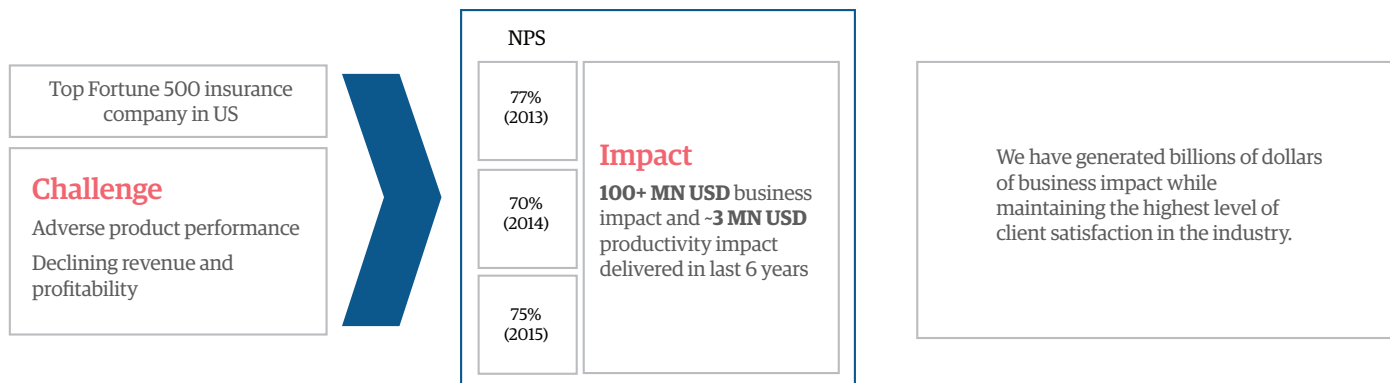 Top Fortune 500 insurance
company in US
Challenge
Adverse product performance
Declining revenue and
profitability
NPS
77%
(2013)
70%
(2014)
75%
(2015)
Impact
100+ MN USD business
impact and ~3 MN USD
productivity impact
delivered in last 6 years
We have generated billions of dollars
of business impact while
maintaining the highest level of
client satisfaction in the industry.